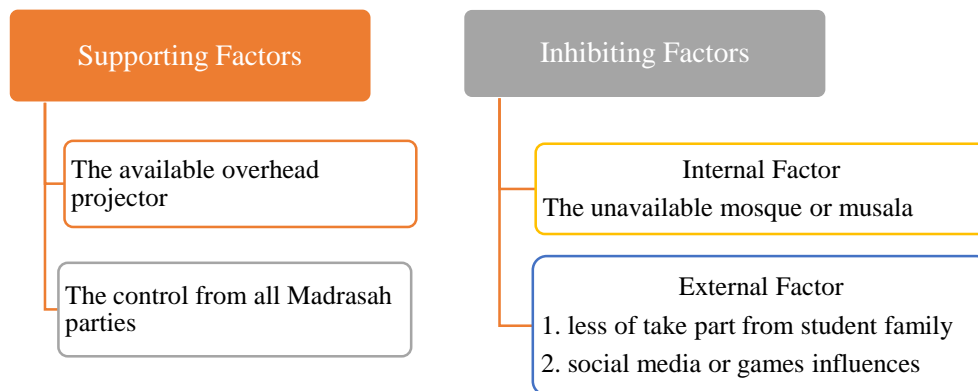 Supporting Factors
The available overhead
projector
The control from all Madrasah
parties
Inhibiting Factors
Internal Factor
The unavailable mosque or musala
External Factor
1. less of take part from student family
2. social media or games influences